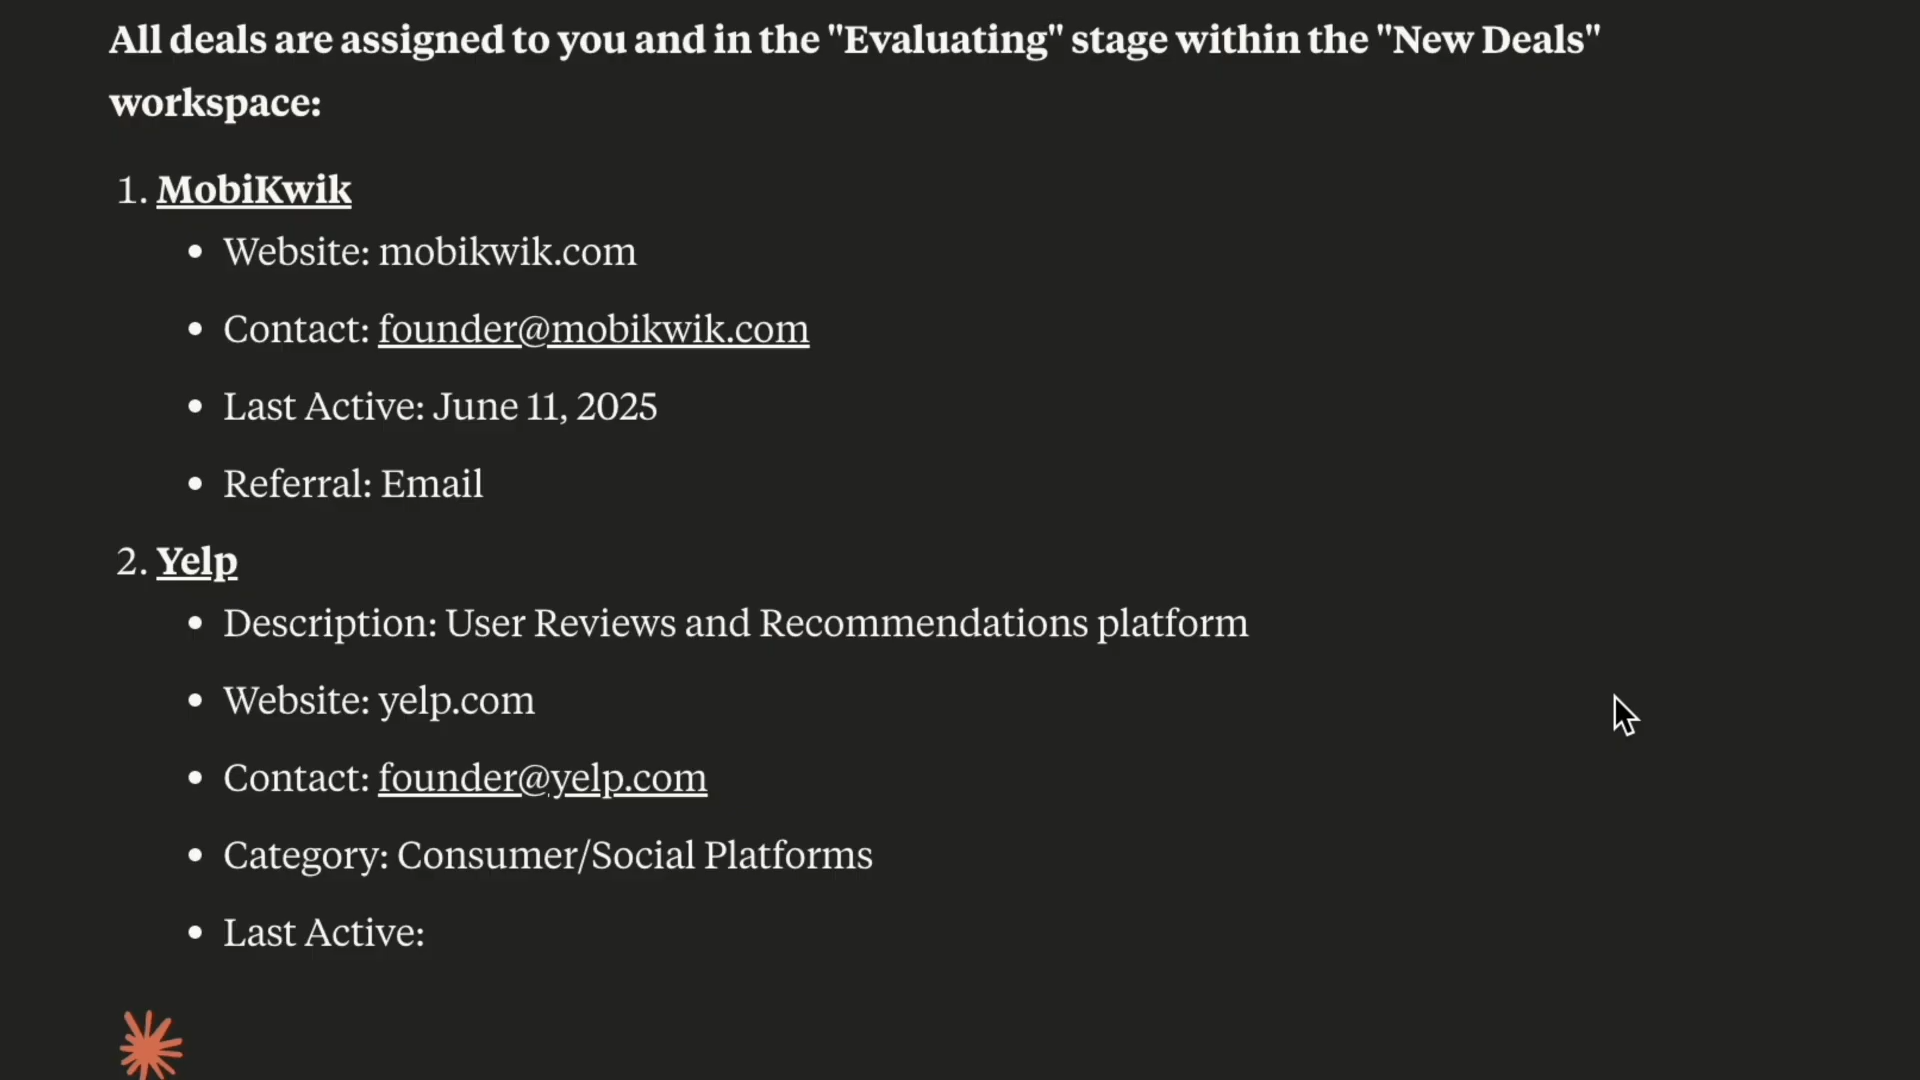 All deals are assigned to you and in the "Evaluating" stage within the "New Deals"
workspace:
1. MobiKwik
• Website: mobikwik.com
• Contact: founder@mobikwik.com
• Last Active: June 11, 2025
• Referral: Email
2. Yelp
• Description: User Reviews and Recommendations platform
• Website: yelp.com
• Contact: founder@yelp.com
• Category: Consumer/Social Platforms
• Last Active: